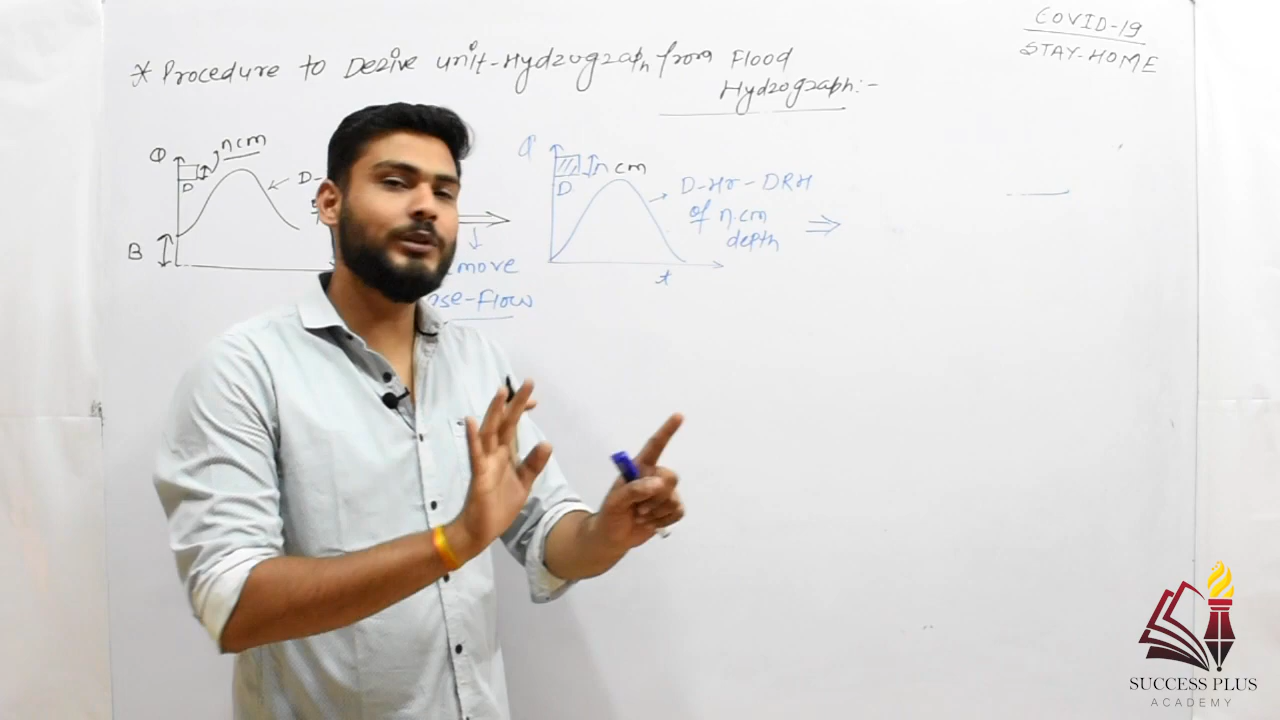 * Procedure to Derive unit-Hydrograph from Flood
Hydrograph:-
COVID-19
STAY-HOME
Q
n cm
D
D-
B
move
ase-Flow
Q
n cm
D
D-Hr-DRH
of n.cm
depth
t
SUCCESS PLUS
ACADEMY